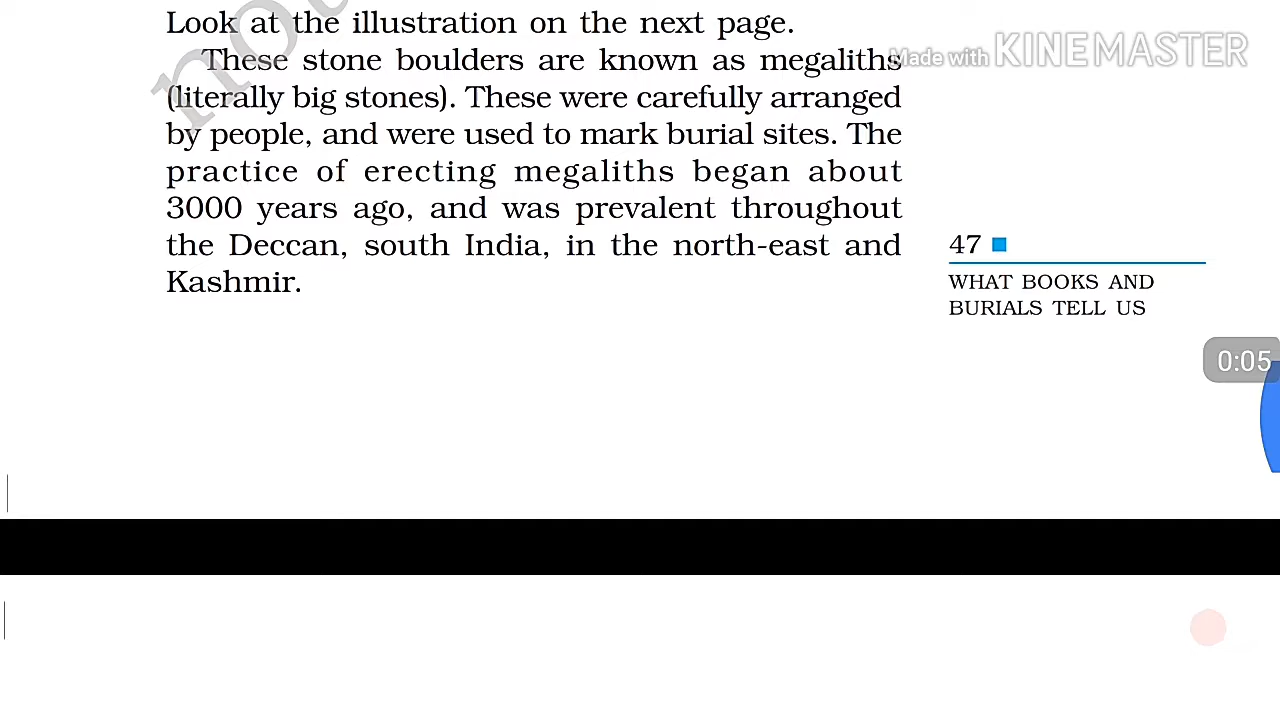 Look at the illustration on the next page.
These stone boulders are known as megaliths
(literally big stones). These were carefully arranged
by people, and were used to mark burial sites. The
practice of erecting megaliths began about
3000 years ago, and was prevalent throughout
the Deccan, south India, in the north-east and
Kashmir.
Made with KINEMASTER
47
WHAT BOOKS AND
BURIALS TELL US
0:05
not